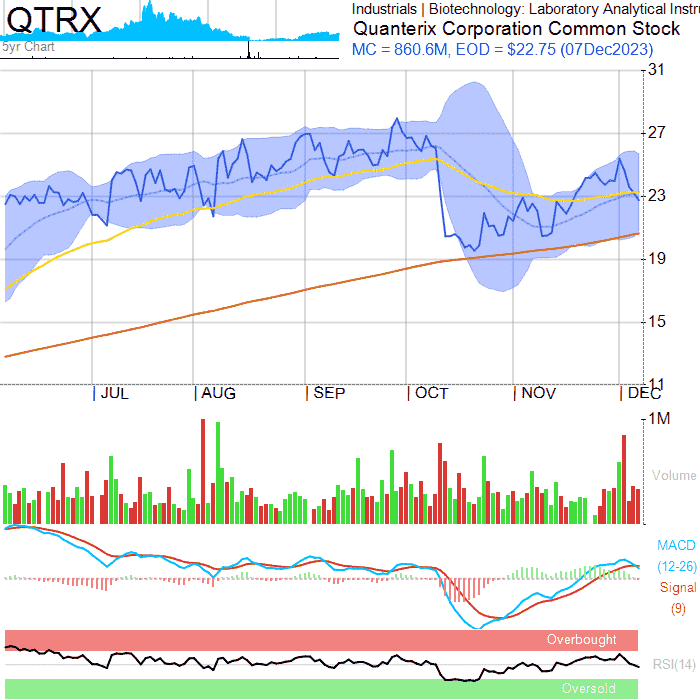 QTRX
5yr Chart
Industrials | Biotechnology: Laboratory Analytical Instru
Quanterix Corporation Common Stock
MC = 860.6M, EOD = $22.75 (07Dec2023)
31
27
23
19
15
11
JUL
AUG
SEP
OCT
NOV
DEC
1M
Volume
MACD
(12-26)
Signal
(9)
Overbought
RSI(14)
Oversold